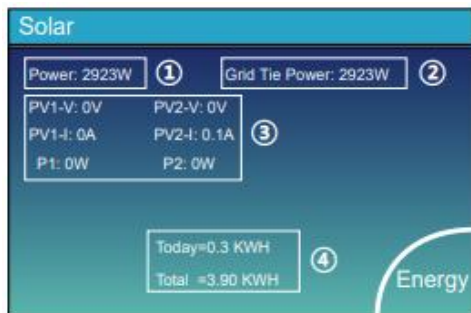 Solar
Power: 2923W ① Grid Tie Power: 2923W ②
PV1-V: 0V PV2-V: 0V
PV1-I: 0A PV2-I: 0.1A ③
P1: 0W P2: 0W
Today=0.3 KWH
Total =3.90 KWH ④
Energy